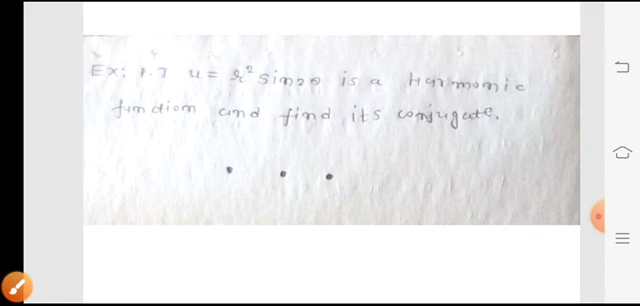 Ex: 1.7 u = r² sin2θ is a Harmonic
function and find its conjugate.